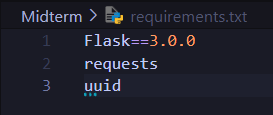 Midterm > requirements.txt
1 Flask==3.0.0
2 requests
3 uuid